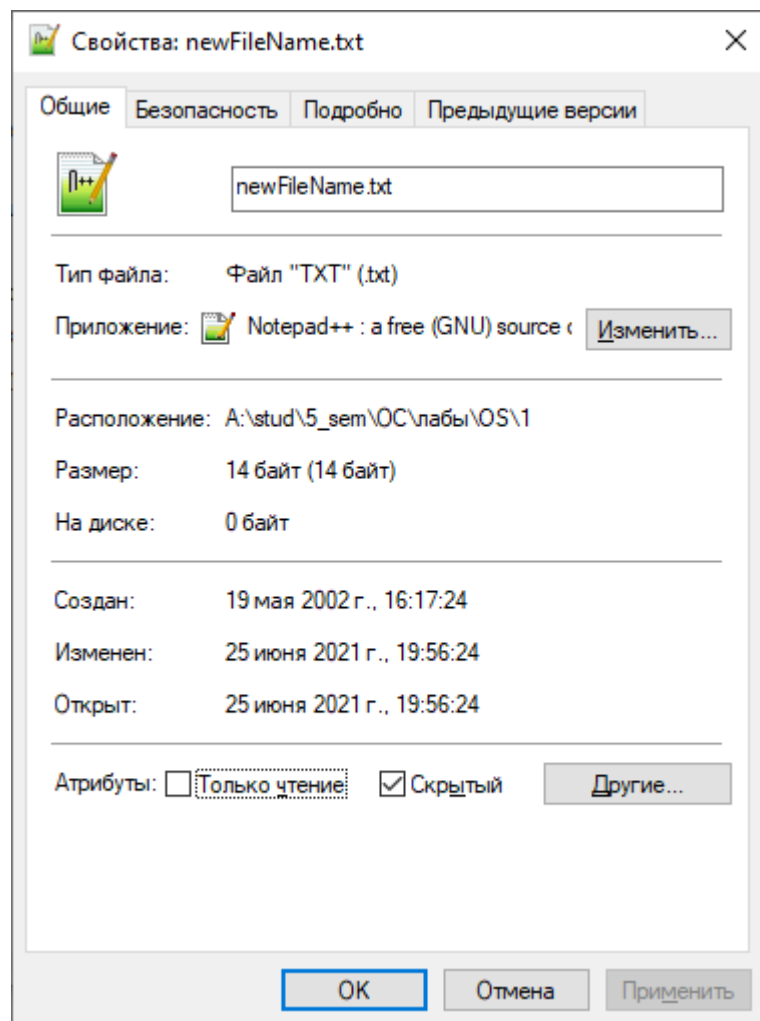 Свойства: newFileName.txt
Общие Безопасность Подробно Предыдущие версии
newFileName.txt
Тип файла: Файл "TXT" (.txt)
Приложение: Notepad++ : a free (GNU) source c Изменить...
Расположение: A:\stud\5_sem\ОС\лабы\OS\1
Размер: 14 байт (14 байт)
На диске: 0 байт
Создан: 19 мая 2002 г., 16:17:24
Изменен: 25 июня 2021 г., 19:56:24
Открыт: 25 июня 2021 г., 19:56:24
Атрибуты: Только чтение Скрытый Другие...
ОК Отмена Применить